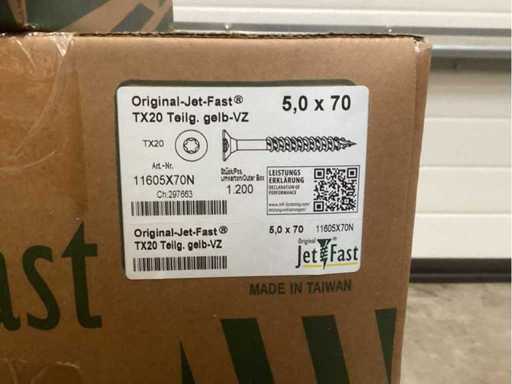 Original-Jet-Fast® 5,0 x 70
TX20 Teilg. gelb-VZ
TX20
Art.-Nr.
11605X70N
Ch:297663
1.200
LEISTUNGS
ERKLÄRUNG
DECLARATION OF
PERFORMANCE
Original-Jet-Fast® 5,0 x 70 11605X70N
TX20 Teilg. gelb-VZ
Original
Jet Fast
MADE IN TAIWAN
ast